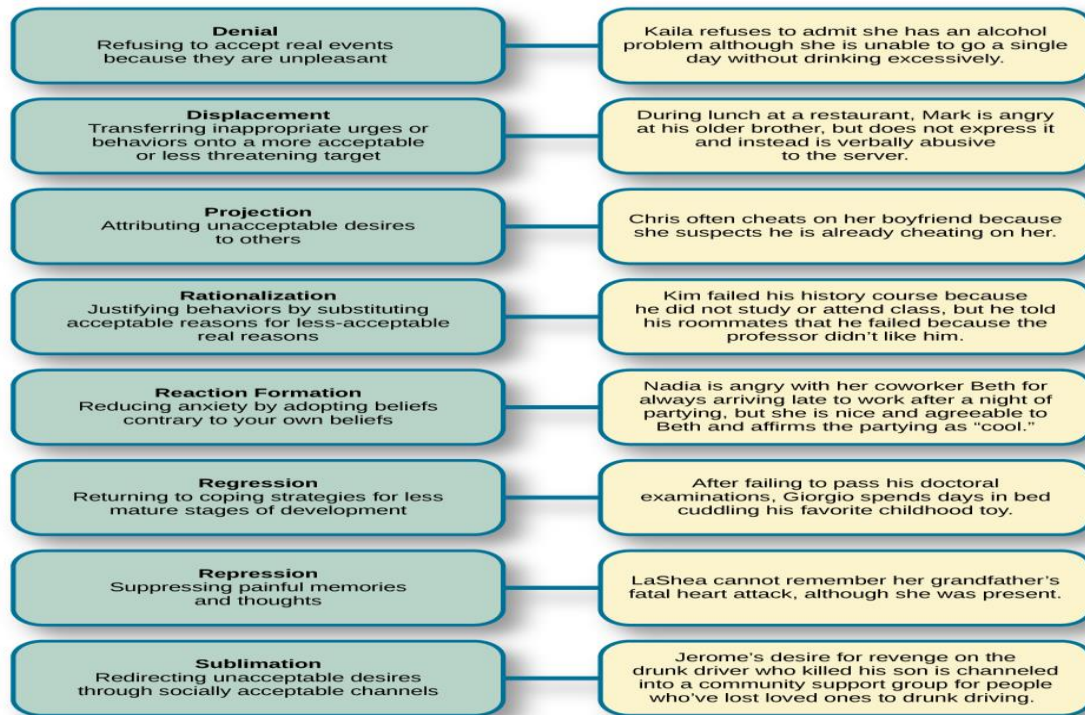 Denial
Refusing to accept real events
because they are unpleasant
Kaila refuses to admit she has an alcohol
problem although she is unable to go a single
day without drinking excessively.
Displacement
Transferring inappropriate urges or
behaviors onto a more acceptable
or less threatening target
During lunch at a restaurant, Mark is angry
at his older brother, but does not express it
and instead is verbally abusive
to the server.
Projection
Attributing unacceptable desires
to others
Chris often cheats on her boyfriend because
she suspects he is already cheating on her.
Rationalization
Justifying behaviors by substituting
acceptable reasons for less-acceptable
real reasons
Kim failed his history course because
he did not study or attend class, but he told
his roommates that he failed because the
professor didn’t like him.
Reaction Formation
Reducing anxiety by adopting beliefs
contrary to your own beliefs
Nadia is angry with her coworker Beth for
always arriving late to work after a night of
partying, but she is nice and agreeable to
Beth and affirms the partying as “cool.”
Regression
Returning to coping strategies for less
mature stages of development
After failing to pass his doctoral
examinations, Giorgio spends days in bed
cuddling his favorite childhood toy.
Repression
Suppressing painful memories
and thoughts
LaShea cannot remember her grandfather’s
fatal heart attack, although she was present.
Sublimation
Redirecting unacceptable desires
through socially acceptable channels
Jerome’s desire for revenge on the
drunk driver who killed his son is channeled
into a community support group for people
who’ve lost loved ones to drunk driving.